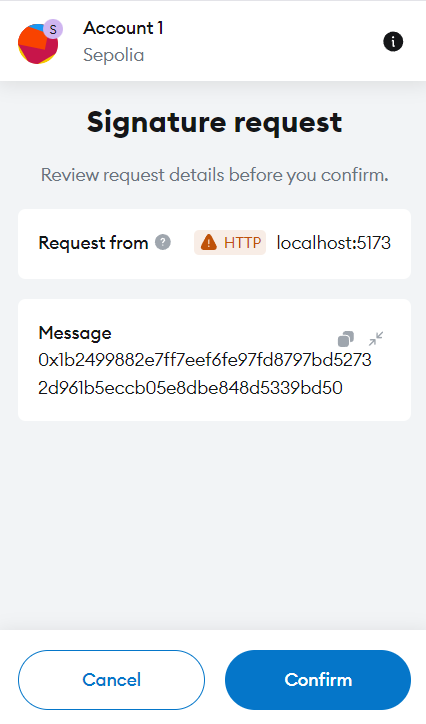 S
Account 1
Sepolia
Signature request
Review request details before you confirm.
Request from ? HTTP localhost:5173
Message
0x1b2499882e7ff7eef6fe97fd8797bd5273
2d961b5eccb05e8dbe848d5339bd50
Cancel Confirm